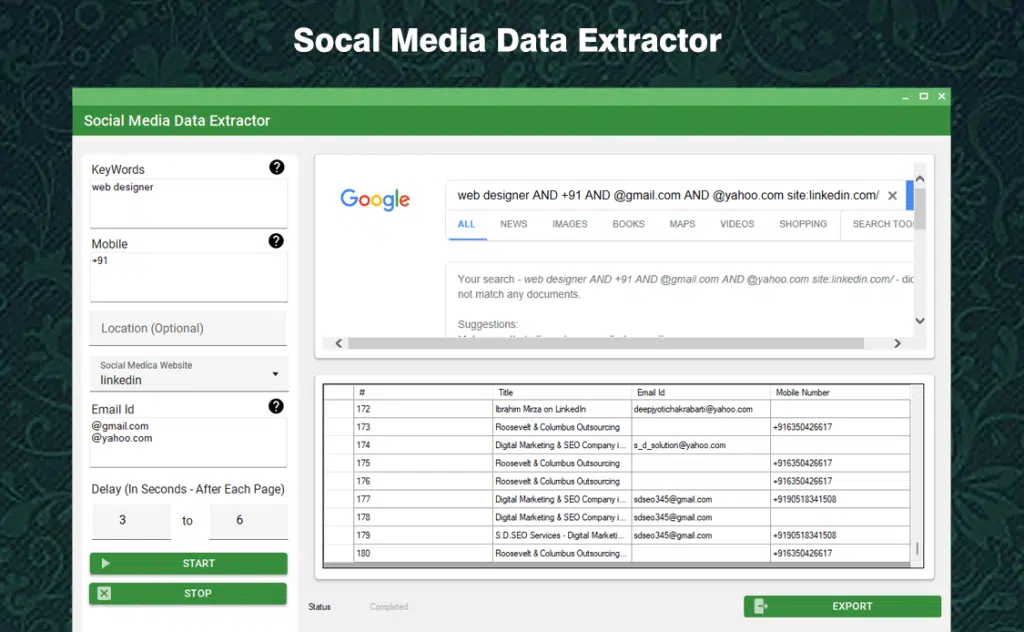 Socal Media Data Extractor
Social Media Data Extractor
KeyWords
web designer
Mobile
+91
Location (Optional)
Social Medica Website
linkedin
Email Id
@gmail.com
@yahoo.com
Delay (In Seconds - After Each Page)
3 to 6
START
STOP
Google
web designer AND +91 AND @gmail.com AND @yahoo.com site:linkedin.com/
ALL NEWS IMAGES BOOKS MAPS VIDEOS SHOPPING SEARCH TOO
Your search - web designer AND +91 AND @gmail.com AND @yahoo.com site:linkedin.com/ - did
not match any documents.
Suggestions:
# Title Email Id Mobile Number
172 Ibrahim Mirza on LinkedIn deepjyotichakrabarti@yahoo.com
173 Roosevelt & Columbus Outsourcing +916350426617
174 Digital Marketing & SEO Company i... s_d_solution@yahoo.com
175 Roosevelt & Columbus Outsourcing +916350426617
176 Roosevelt & Columbus Outsourcing +916350426617
177 Digital Marketing & SEO Company i... sdseo345@gmail.com +9190518341508
178 Digital Marketing & SEO Company i... sdseo345@gmail.com
179 S.D.SEO Services - Digital Marketi... sdseo345@gmail.com +9190518341508
180 Roosevelt & Columbus Outsourcing... +916350426617
Status Completed
EXPORT